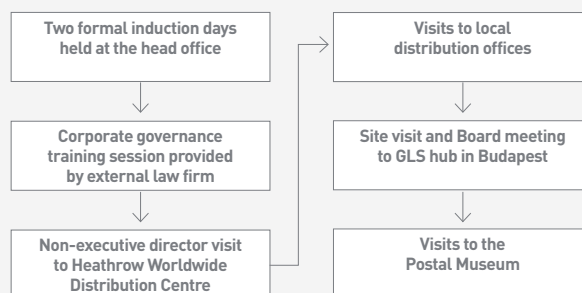 Two formal induction days
held at the head office
Corporate governance
training session provided
by external law firm
Non-executive director visit
to Heathrow Worldwide
Distribution Centre
Visits to local
distribution offices
Site visit and Board meeting
to GLS hub in Budapest
Visits to the
Postal Museum